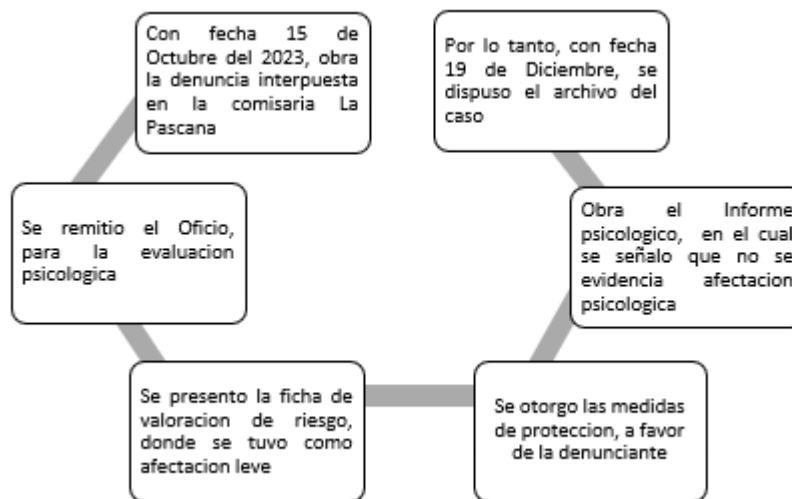 Con fecha 15 de
Octubre del 2023, obra
la denuncia interpuesta
en la comisaria La
Pascana
Se remitio el Oficio,
para la evaluacion
psicologica
Se presento la ficha de
valoracion de riesgo,
donde se tuvo como
afectacion leve
Se otorgo las medidas
de proteccion, a favor
de la denunciante
Obra el Informe
psicologico, en el cual
se señalo que no se
evidencia afectacion
psicologica
Por lo tanto, con fecha
19 de Diciembre, se
dispuso el archivo del
caso